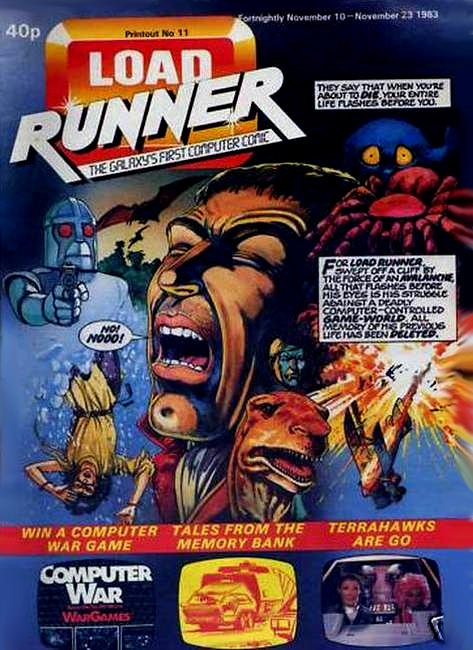 40p
Printout No 11
Fortnightly November 10 - November 23 1983
LOAD
RUNNER
THE GALAXY'S FIRST COMPUTER COMIC
THEY SAY THAT WHEN YOU'RE
ABOUT TO DIE, YOUR ENTIRE
LIFE FLASHES BEFORE YOU.
FOR LOAD RUNNER,
SWEPT OFF A CLIFF BY
THE FORCE OF AN AVALANCHE,
ALL THAT FLASHES BEFORE
HIS EYES IS HIS STRUGGLE
AGAINST A DEADLY
COMPUTER-CONTROLLED
GAME-WORLD. ALL
MEMORY OF HIS PREVIOUS
LIFE HAS BEEN DELETED.
NO!
NOOO!
WIN A COMPUTER
WAR GAME
TALES FROM THE
MEMORY BANK
TERRAHAWKS
ARE GO
COMPUTER
WAR
WARGAMES